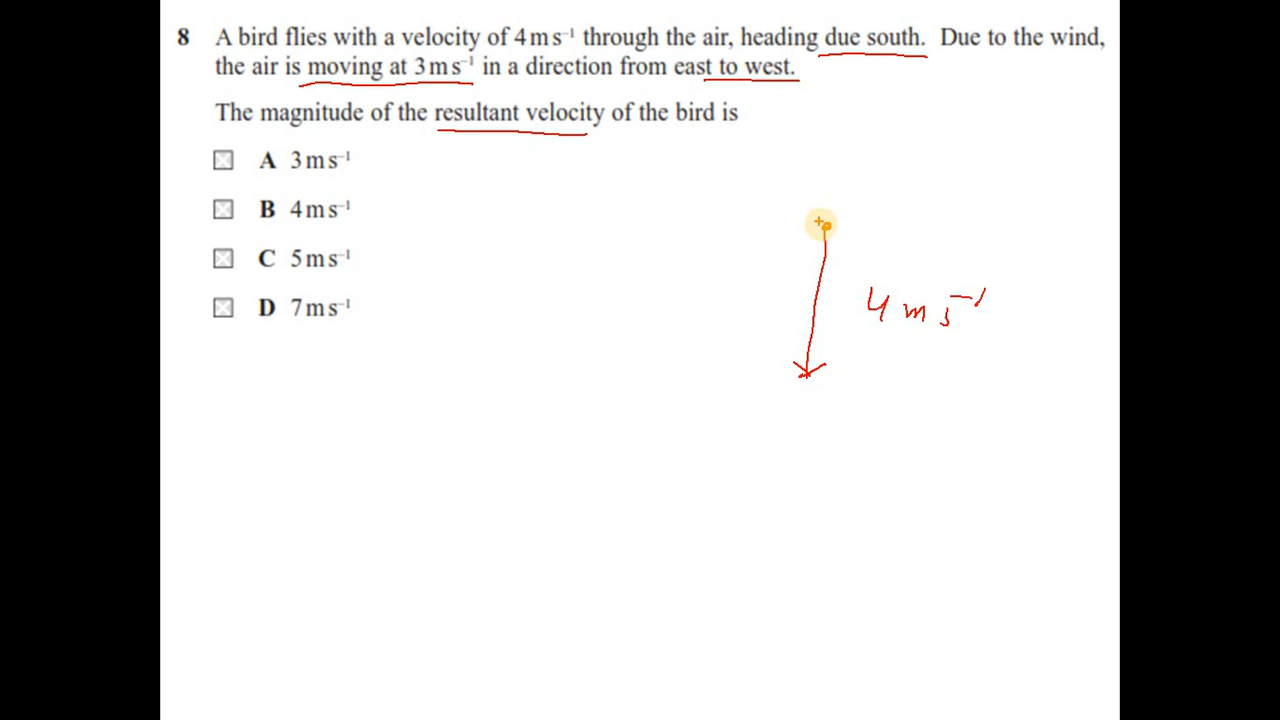 8 A bird flies with a velocity of 4 m s⁻¹ through the air, heading due south. Due to the wind,
the air is moving at 3 m s⁻¹ in a direction from east to west.
The magnitude of the resultant velocity of the bird is
A 3 m s⁻¹
B 4 m s⁻¹
C 5 m s⁻¹
D 7 m s⁻¹
4 m s⁻¹